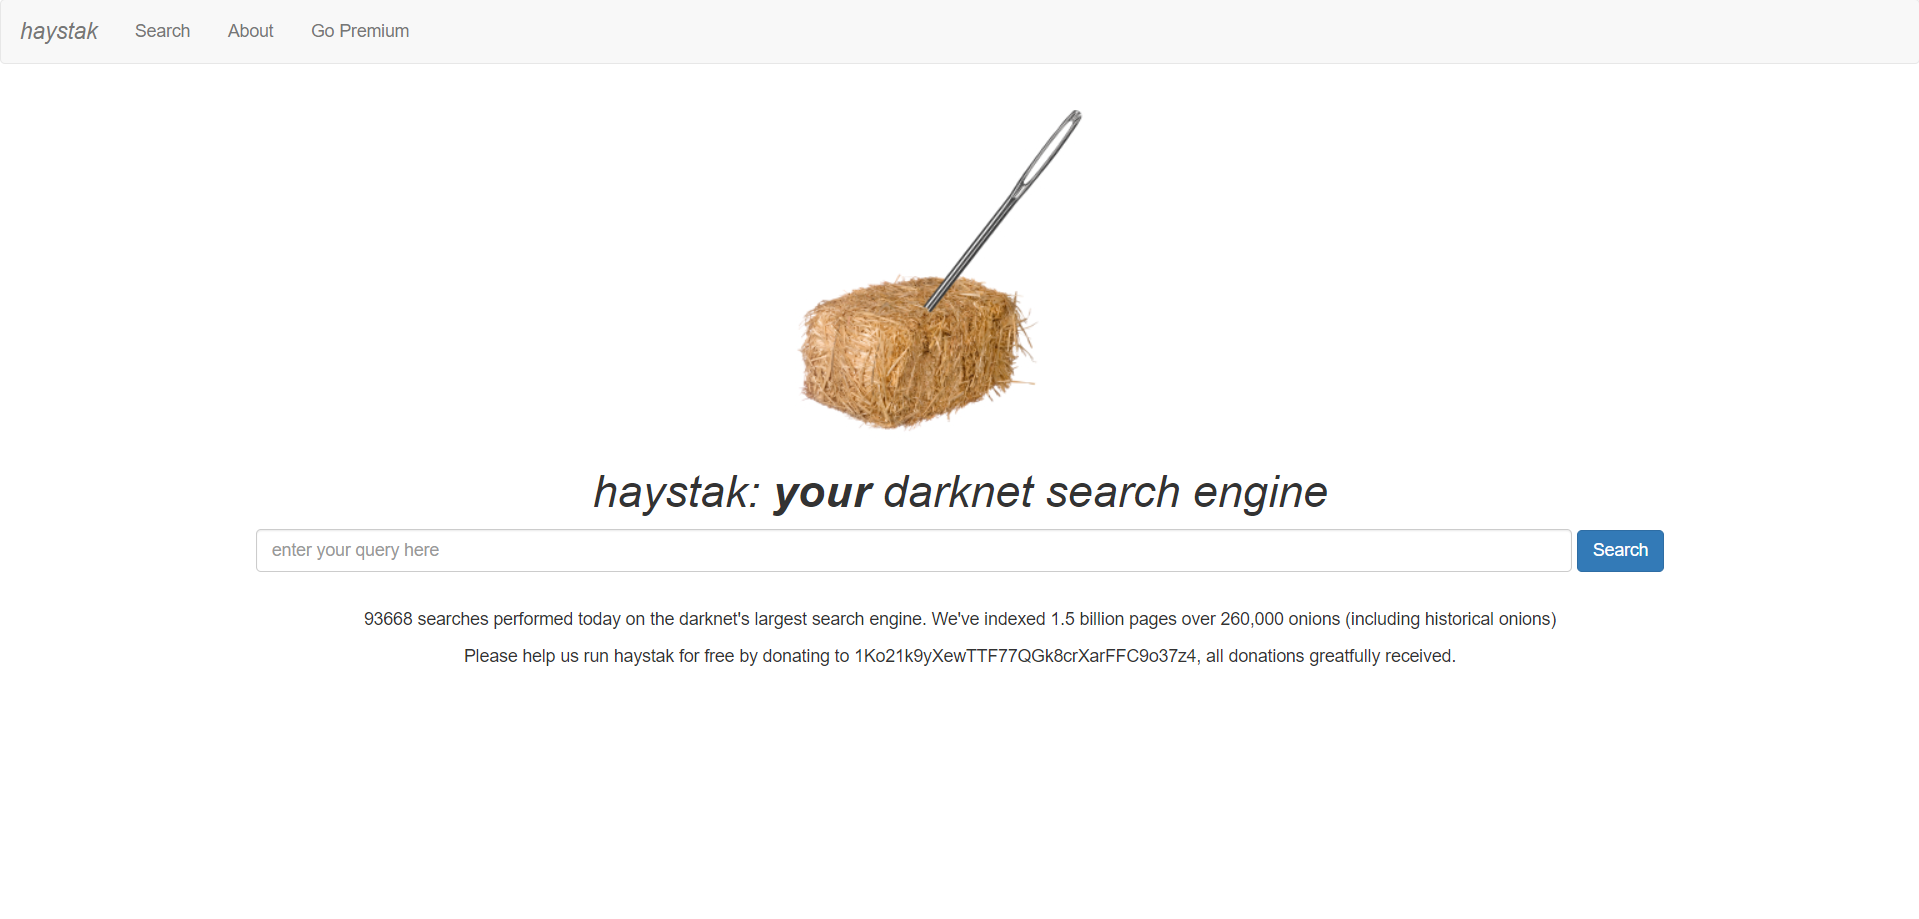 haystak Search About Go Premium
haystak: your darknet search engine
enter your query here Search
93668 searches performed today on the darknet's largest search engine. We've indexed 1.5 billion pages over 260,000 onions (including historical onions)
Please help us run haystak for free by donating to 1Ko21k9yXewTTF77QGk8crXarFFC9o37z4, all donations greatfully received.